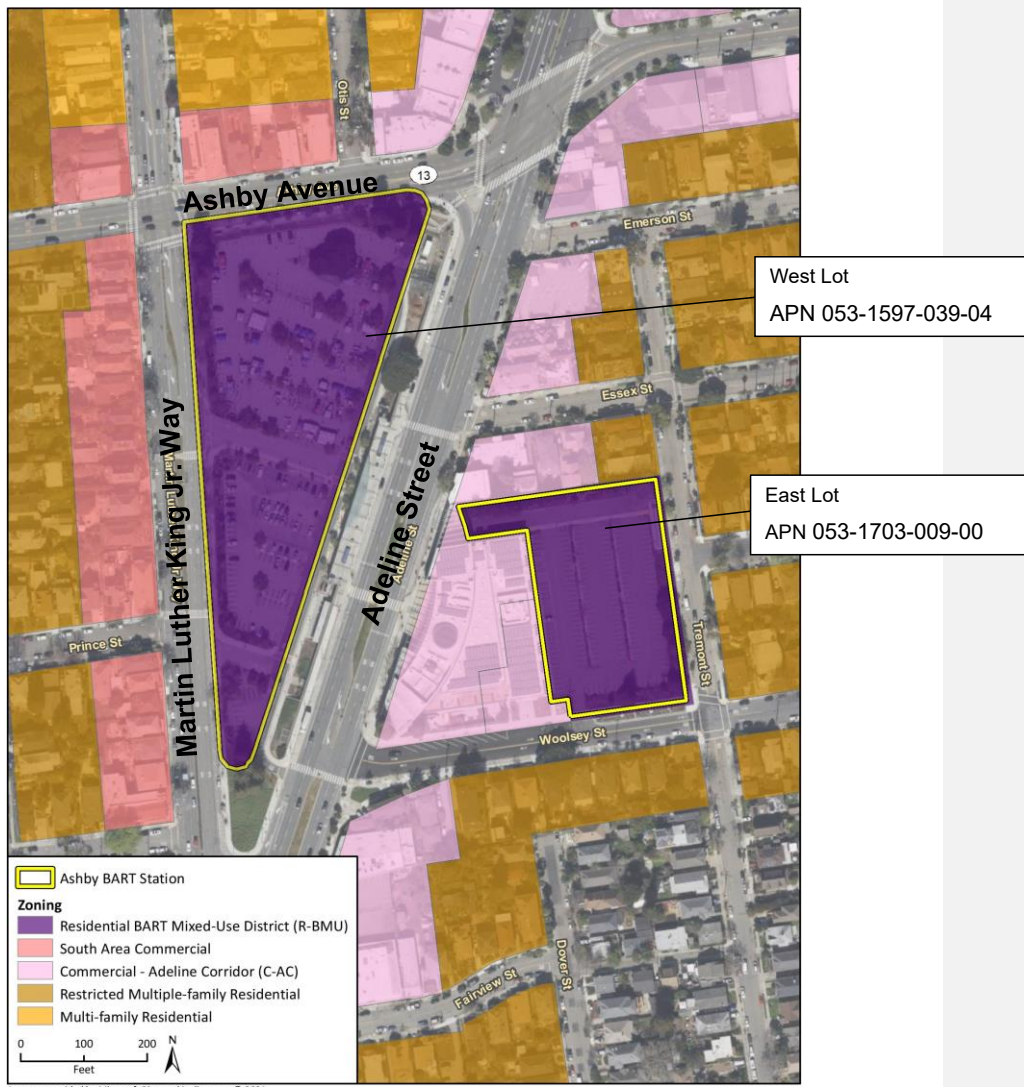 Otis St
Ashby Avenue
13
Emerson St
West Lot
APN 053-1597-039-04
Essex St
Martin Luther King Jr. Way
Adeline Street
Adeline St
East Lot
APN 053-1703-009-00
Prince St
Tremont St
Woolsey St
Dover St
Fairview St
Ashby BART Station
Zoning
Residential BART Mixed-Use District (R-BMU)
South Area Commercial
Commercial - Adeline Corridor (C-AC)
Restricted Multiple-family Residential
Multi-family Residential
0 100 200
Feet
N